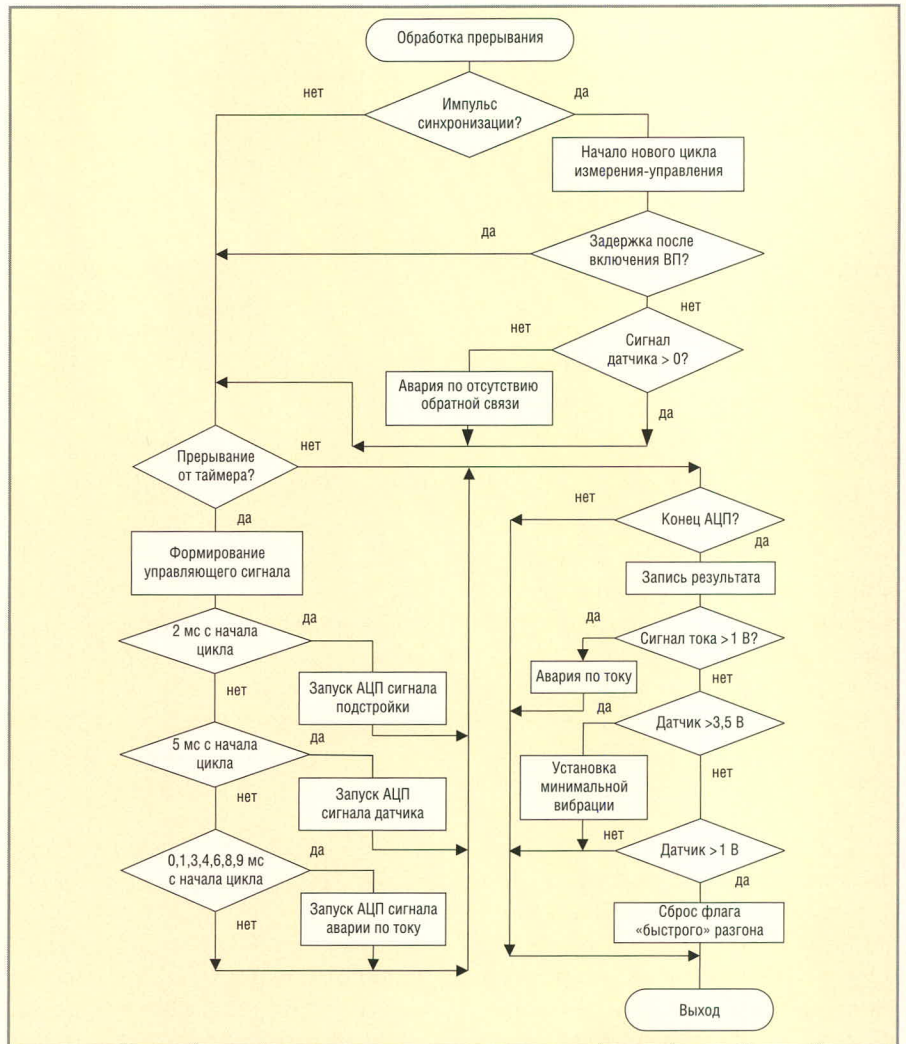 Обработка прерывания
нет
да
Импульс
синхронизации?
Начало нового цикла
измерения-управления
да
Задержка после
включения ВП?
нет
нет
Сигнал
датчика > 0?
Авария по отсутствию
обратной связи
да
нет
Прерывание
от таймера?
нет
Конец АЦП?
да
да
Формирование
управляющего сигнала
Запись результата
да
2 мс с начала
цикла
да
Сигнал тока >1 В?
нет
Запуск АЦП сигнала
подстройки
Авария по току
нет
да
Датчик >3,5 В
5 мс с начала
цикла
да
Установка
минимальной
вибрации
нет
нет
Запуск АЦП
сигнала датчика
нет
Датчик >1 В
да
0,1,3,4,6,8,9 мс
с начала цикла
да
Запуск АЦП сигнала
аварии по току
нет
Сброс флага
«быстрого» разгона
Выход